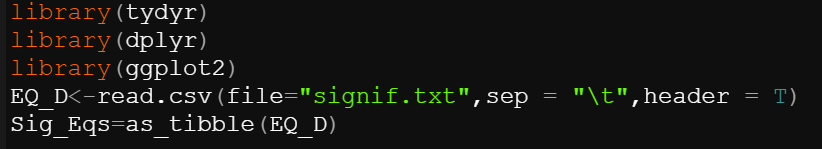 library(tydyr)
library(dplyr)
library(ggplot2)
EQ_D<-read.csv(file="signif.txt",sep = "\t",header = T)
Sig_Eqs=as_tibble(EQ_D)